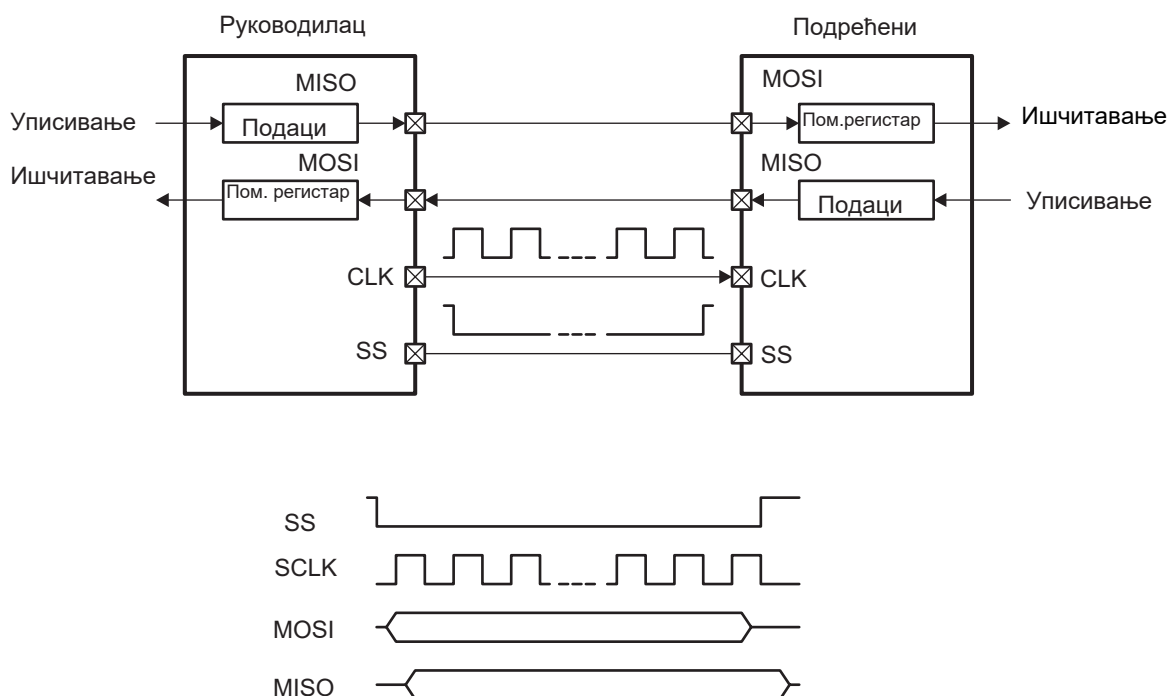 Руководилац
Подрећени
MISO
MOSI
Уписивање
Подаци
Пом.регистар
Ишчитавање
MOSI
MISO
Ишчитавање
Пом. регистар
Подаци
Уписивање
CLK
CLK
SS
SS
SS
SCLK
MOSI
MISO